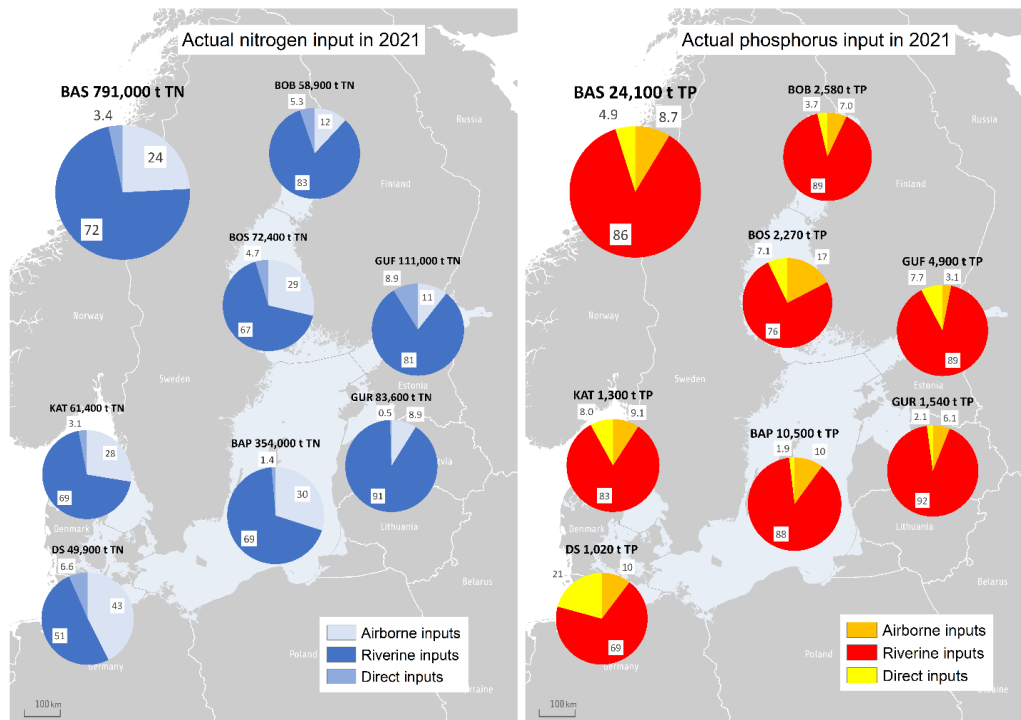 Actual nitrogen input in 2021
BAS 791,000 t TN
3.4
24
72
BOB 58,900 t TN
5.3
12
83
Russia
Finland
BOS 72,400 t TN
4.7
29
67
GUF 111,000 t TN
8.9
11
81
Norway
Sweden
Estonia
KAT 61,400 t TN
3.1
28
69
Denmark
GUR 83,600 t TN
0.5
8.9
91
BAP 354,000 t TN
1.4
30
69
Lithuania
DS 49,900 t TN
6.6
43
51
Germany
Belarus
Poland
Airborne inputs
Riverine inputs
Direct inputs
100 km
Actual phosphorus input in 2021
BAS 24,100 t TP
4.9
8.7
86
BOB 2,580 t TP
3.7
7.0
89
Russia
Finland
BOS 2,270 t TP
7.1
17
76
GUF 4,900 t TP
7.7
3.1
89
Norway
Sweden
Estonia
KAT 1,300 t TP
8.0
9.1
83
Denmark
GUR 1,540 t TP
2.1
6.1
92
BAP 10,500 t TP
1.9
10
88
Lithuania
DS 1,020 t TP
21
10
69
Germany
Belarus
Poland
Airborne inputs
Riverine inputs
Direct inputs
100 km